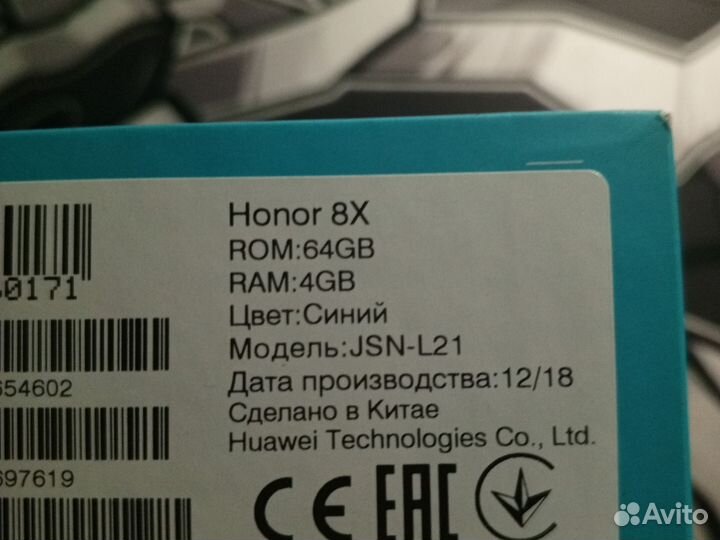 Honor 8X
ROM:64GB
RAM:4GB
Цвет:Синий
Модель:JSN-L21
Дата производства:12/18
Сделано в Китае
Huawei Technologies Co., Ltd.
0171
654602
697619
CE EAC
Avito